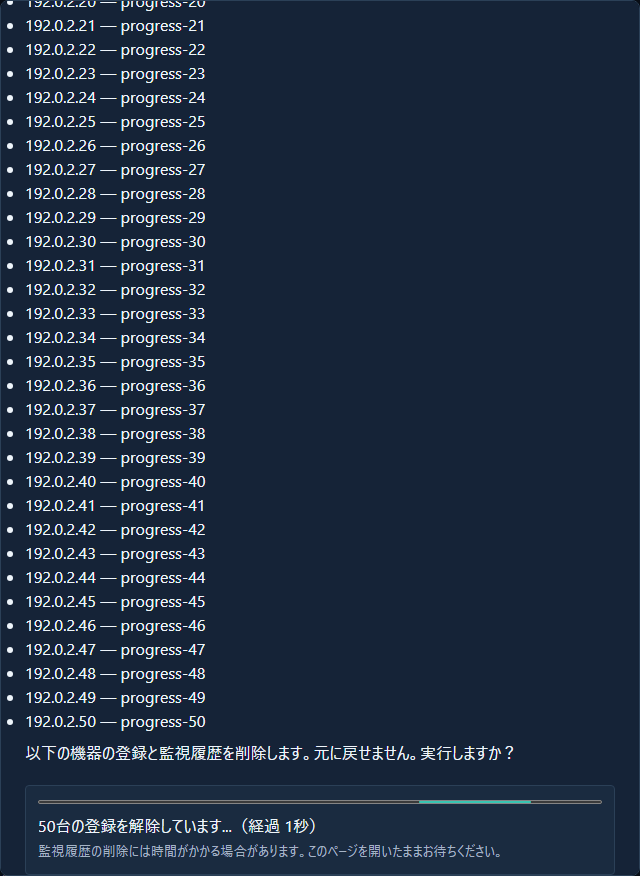 192.0.2.20 — progress-20
192.0.2.21 — progress-21
192.0.2.22 — progress-22
192.0.2.23 — progress-23
192.0.2.24 — progress-24
192.0.2.25 — progress-25
192.0.2.26 — progress-26
192.0.2.27 — progress-27
192.0.2.28 — progress-28
192.0.2.29 — progress-29
192.0.2.30 — progress-30
192.0.2.31 — progress-31
192.0.2.32 — progress-32
192.0.2.33 — progress-33
192.0.2.34 — progress-34
192.0.2.35 — progress-35
192.0.2.36 — progress-36
192.0.2.37 — progress-37
192.0.2.38 — progress-38
192.0.2.39 — progress-39
192.0.2.40 — progress-40
192.0.2.41 — progress-41
192.0.2.42 — progress-42
192.0.2.43 — progress-43
192.0.2.44 — progress-44
192.0.2.45 — progress-45
192.0.2.46 — progress-46
192.0.2.47 — progress-47
192.0.2.48 — progress-48
192.0.2.49 — progress-49
192.0.2.50 — progress-50
以下の機器の登録と監視履歴を削除します。元に戻せません。実行しますか？
50台の登録を解除しています...（経過 1秒）
監視履歴の削除には時間がかかる場合があります。このページを開いたままお待ちください。